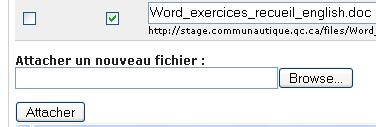 Word_exercices_recueil_english.doc
http://stage.communautique.qc.ca/files/Word_
Attacher un nouveau fichier :
Browse...
Attacher